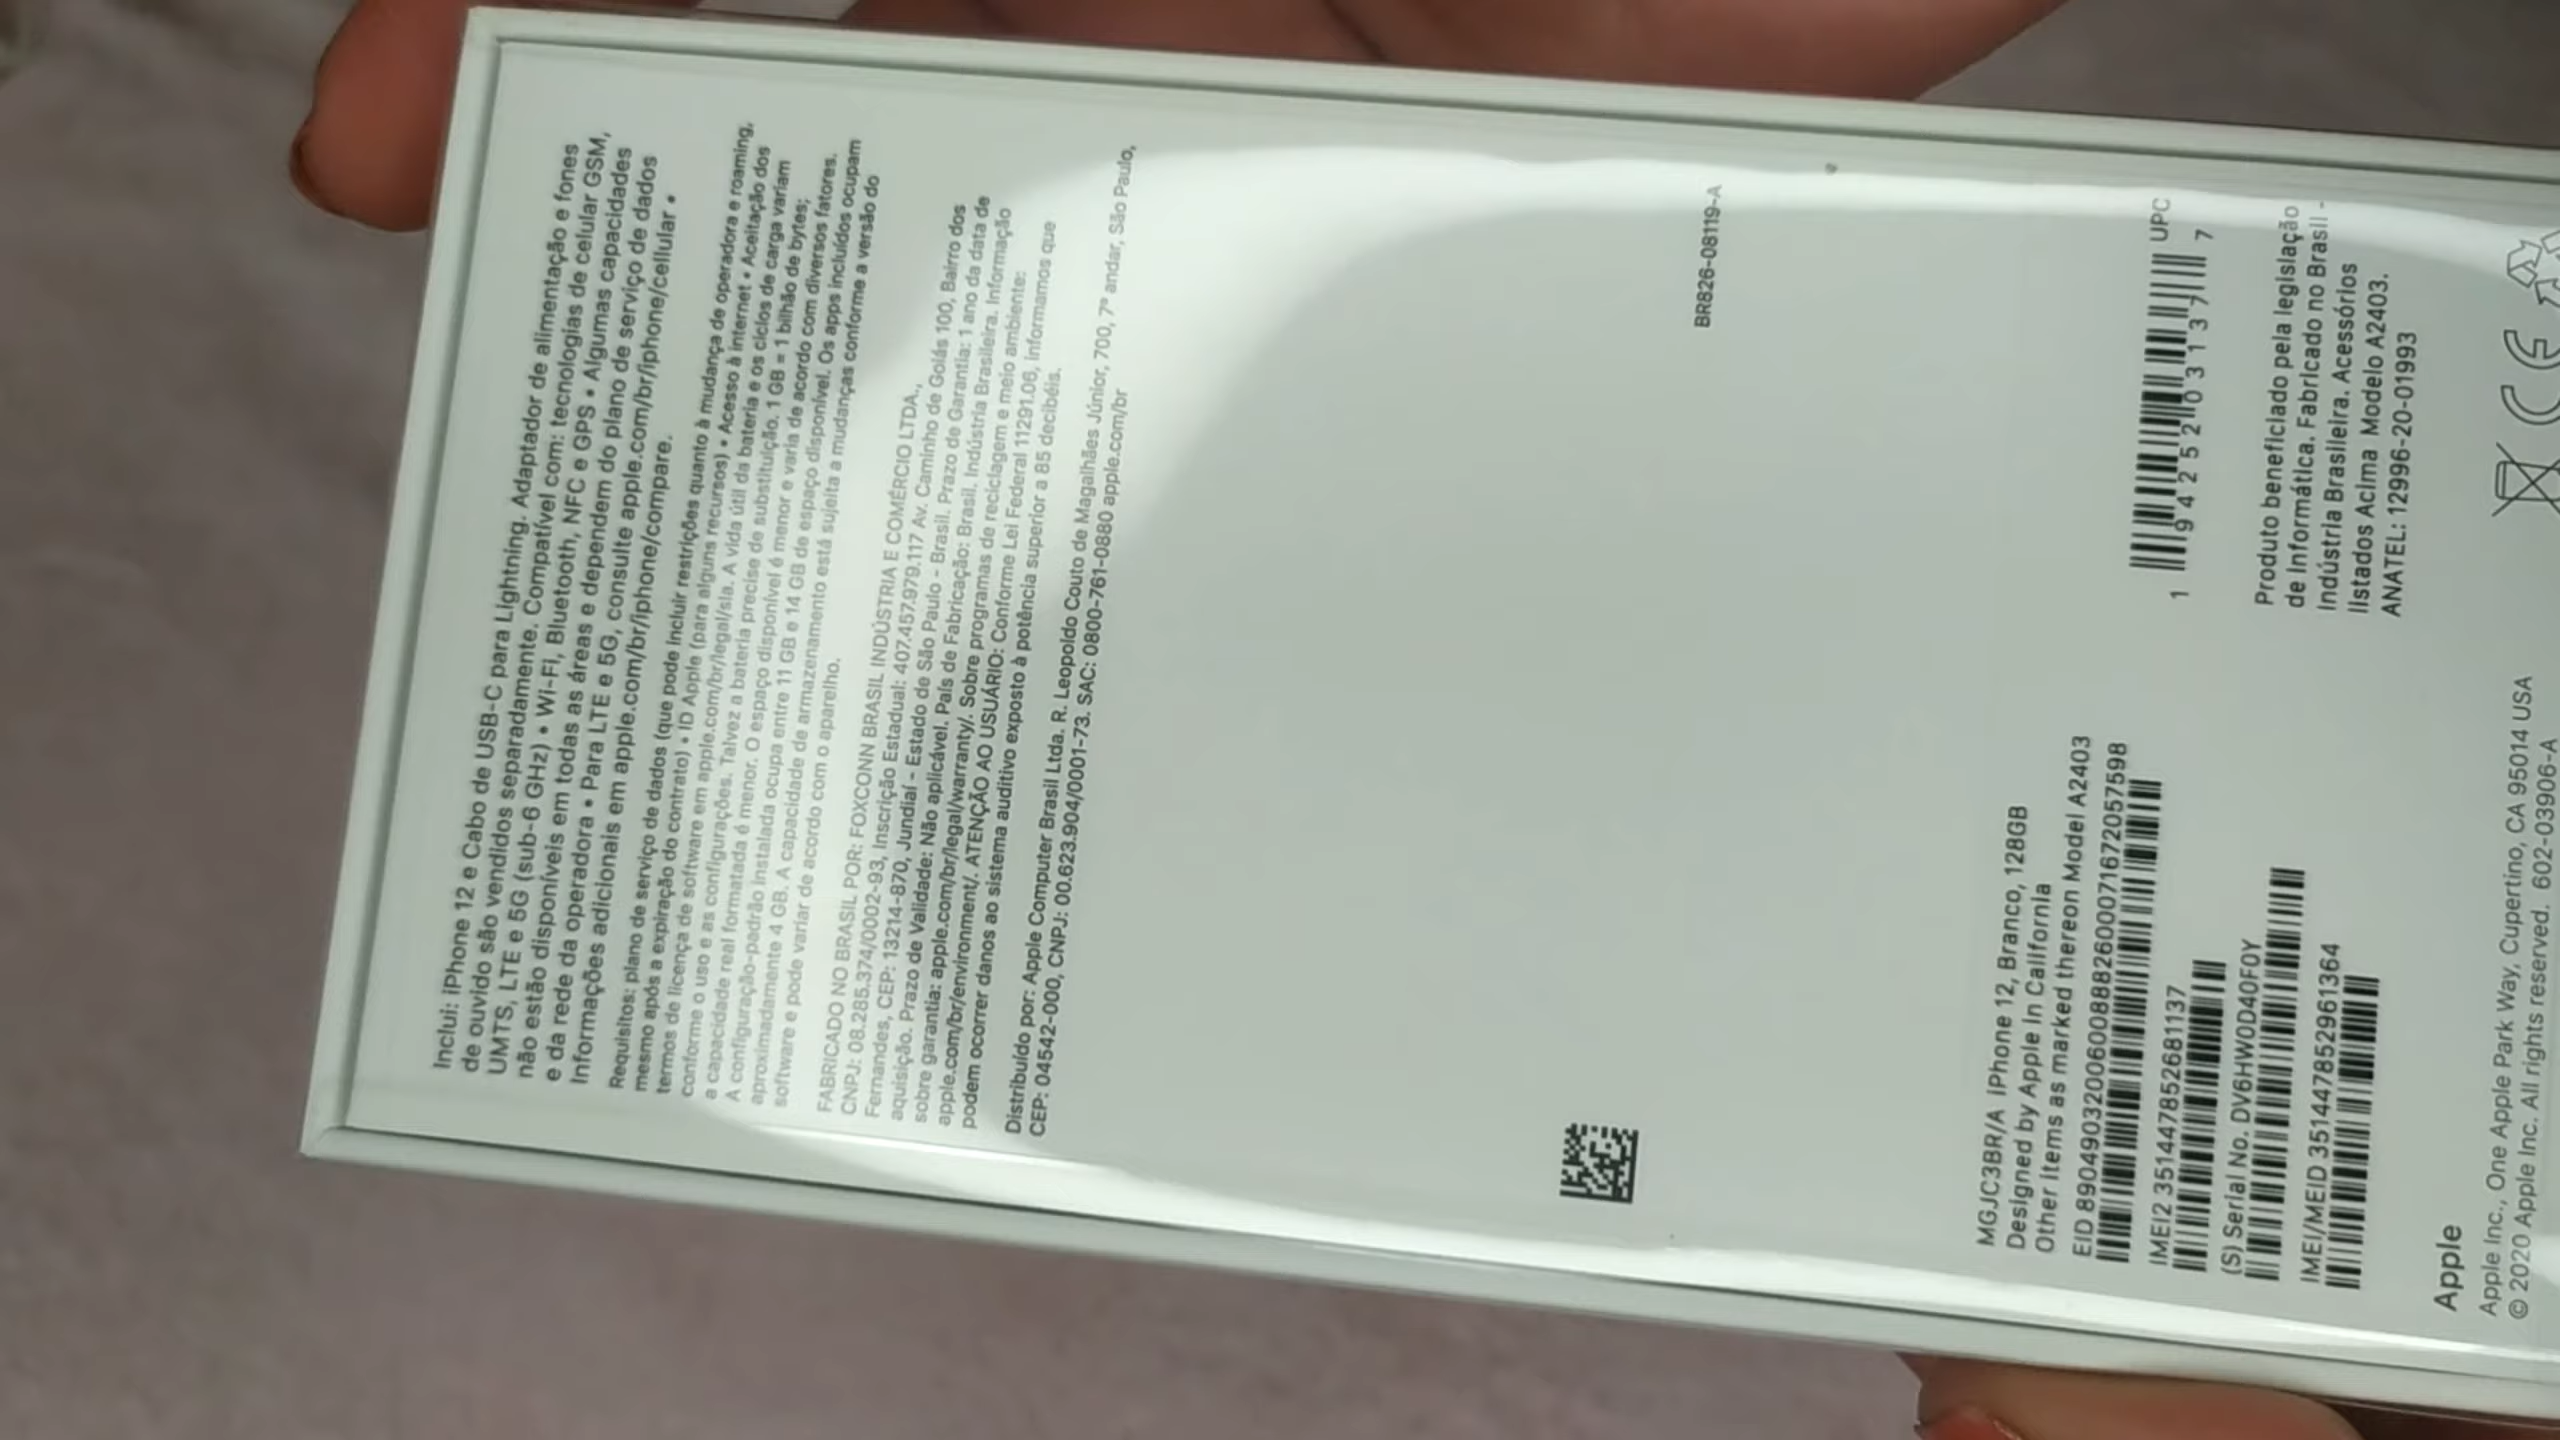 Inclui: iPhone 12 e Cabo de USB-C para Lightning. Adaptador de alimentação e fones
de ouvido são vendidos separadamente. Compatível com: tecnologias de celular GSM,
UMTS, LTE e 5G (sub-6 GHz) • Wi-Fi, Bluetooth, NFC e GPS • Algumas capacidades
não estão disponíveis em todas as áreas e dependem do plano de serviço de dados
e da rede da operadora • Para LTE e 5G, consulte apple.com/br/iphone/cellular •
Informações adicionais em apple.com/br/iphone/compare.
Requisitos: plano de serviço de dados (que pode incluir restrições quanto à mudança de operadora e roaming,
mesmo após a expiração do contrato) • ID Apple (para alguns recursos) • Acesso à internet • Aceitação dos
termos de licença de software em apple.com/br/legal/sla. A vida útil da bateria e os ciclos de carga variam
conforme o uso e as configurações. Talvez a bateria precise de substituição. 1 GB = 1 bilhão de bytes;
a capacidade real formatada é menor. O espaço disponível é menor e varia de acordo com diversos fatores.
A configuração-padrão instalada ocupa entre 11 GB e 14 GB de espaço disponível. Os apps incluídos ocupam
aproximadamente 4 GB. A capacidade de armazenamento está sujeita a mudanças conforme a versão do
software e pode variar de acordo com o aparelho.
FABRICADO NO BRASIL POR: FOXCONN BRASIL INDÚSTRIA E COMÉRCIO LTDA.,
CNPJ: 08.285.374/0002-93, Inscrição Estadual: 407.457.979.117 Av. Caminho de Goiás 100, Bairro dos
Fernandes, CEP: 13214-870, Jundiaí - Estado de São Paulo - Brasil. Prazo de Garantia: 1 ano da data de
aquisição. Prazo de Validade: Não aplicável. País de Fabricação: Brasil. Indústria Brasileira. Informação
sobre garantia: apple.com/br/legal/warranty/. Sobre programas de reciclagem e meio ambiente:
apple.com/br/environment/. ATENÇÃO AO USUÁRIO: Conforme Lei Federal 11291.06, informamos que
podem ocorrer danos ao sistema auditivo exposto à potência superior a 85 decibéis.
Distribuído por: Apple Computer Brasil Ltda. R. Leopoldo Couto de Magalhães Júnior, 700, 7º andar, São Paulo,
CEP: 04542-000, CNPJ: 00.623.904/0001-73. SAC: 0800-761-0880 apple.com/br
BR826-08119-A
MGJC3BR/A iPhone 12, Branco, 128GB
Designed by Apple in California
Other items as marked thereon Model A2403
EID 89049032006008882600071672057598
IMEI2 351447852681137
(S) Serial No. DV6HW0D40F0Y
IMEI/MEID 351447852961364
UPC
1 94252 03137 7
Produto beneficiado pela legislação
de Informática. Fabricado no Brasil -
Indústria Brasileira. Acessórios
listados Acima Modelo A2403.
ANATEL: 12996-20-01993
Apple
Apple Inc., One Apple Park Way, Cupertino, CA 95014 USA
© 2020 Apple Inc. All rights reserved. 602-03906-A
CE